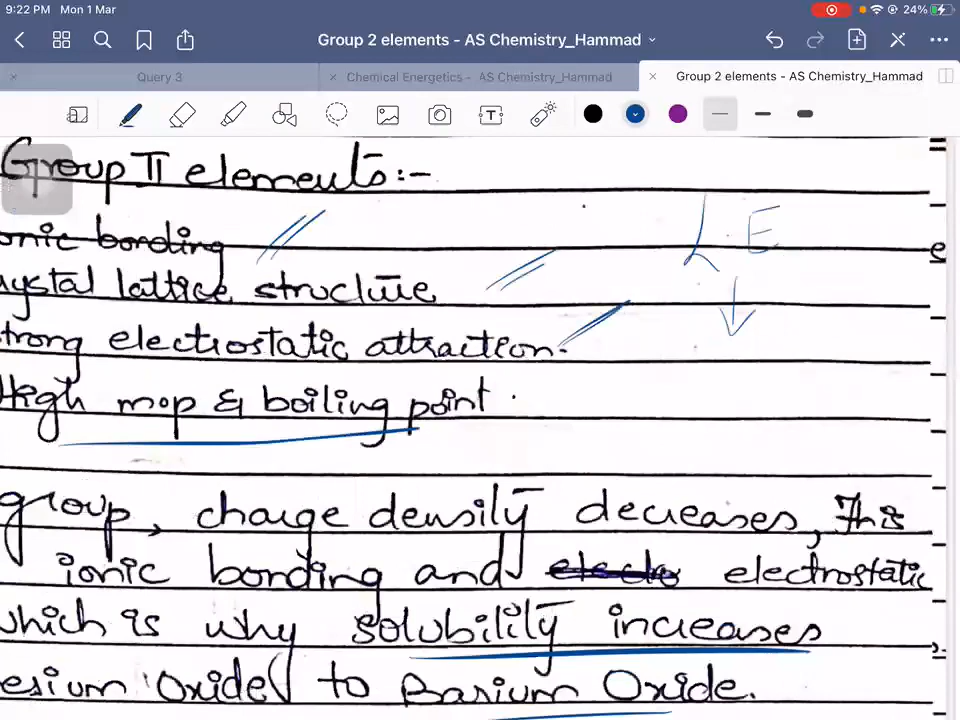 9:22 PM Mon 1 Mar
24%
Group 2 elements - AS Chemistry_Hammad
Query 3
Chemical Energetics - AS Chemistry_Hammad
Group 2 elements - AS Chemistry_Hammad
Group II elements:-
onic bonding
L.E
e
rystal lattice structure
trong electrostatic attraction.
High mop & boiling point.
group, charge density decreases, This
ionic bonding and electrostatic
which is why solubility increases
esium Oxide to Barium Oxide.